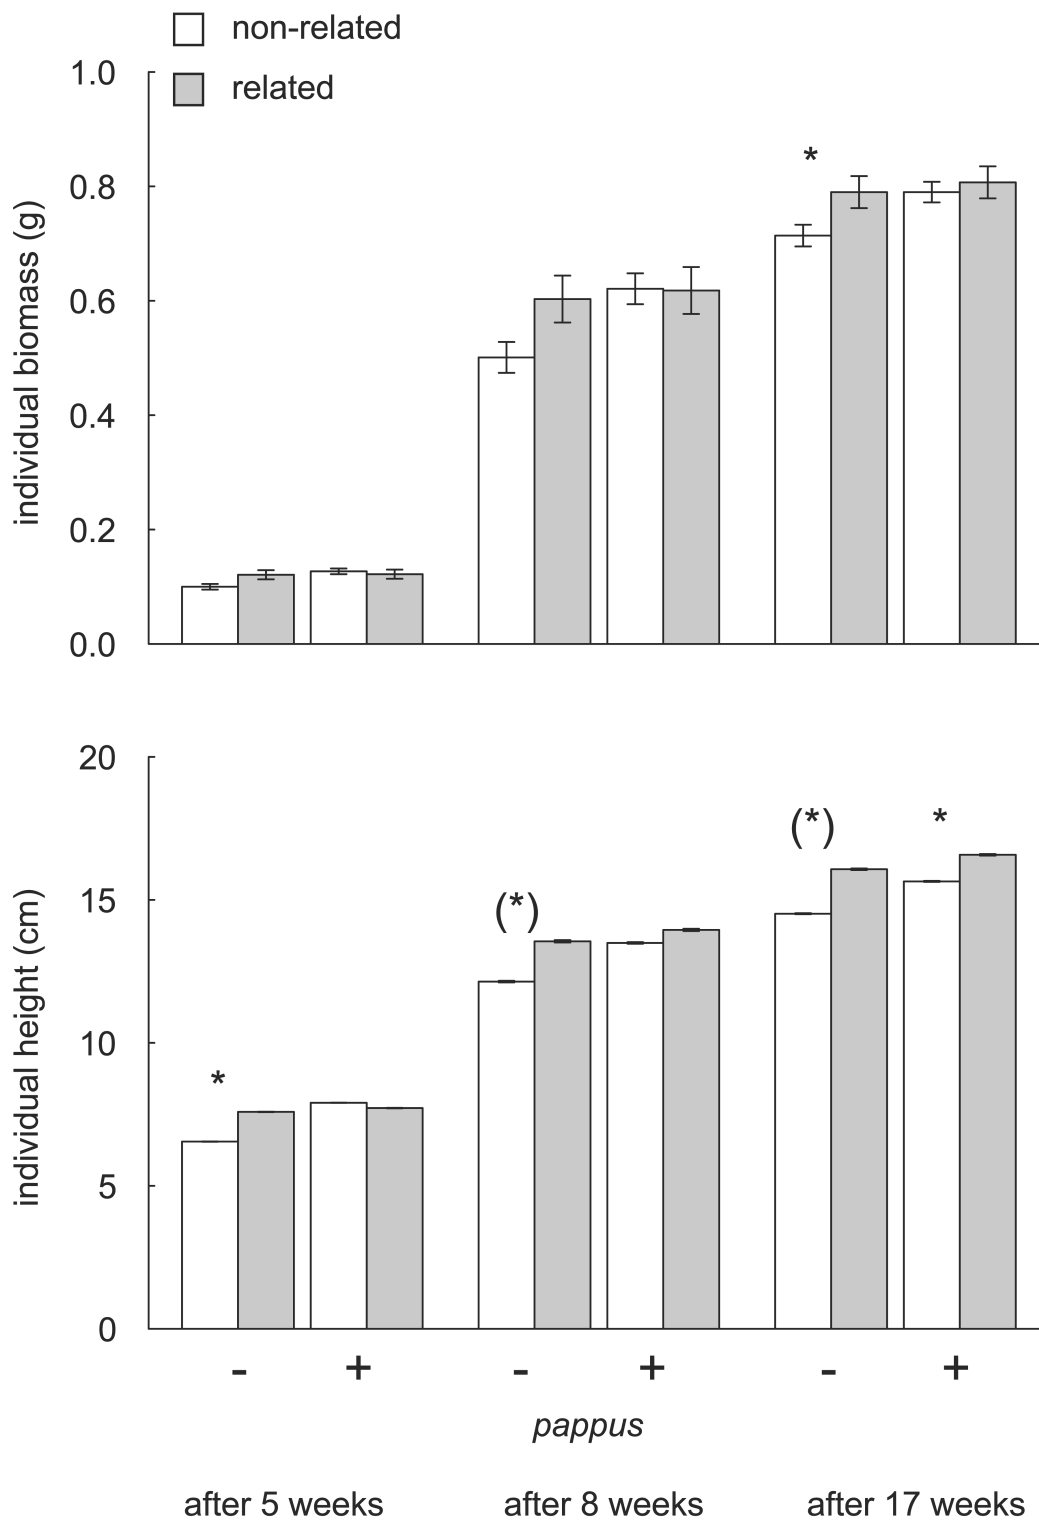 non-related
related
individual biomass (g)
1.0
0.8
0.6
0.4
0.2
0.0
*
individual height (cm)
20
15
10
5
0
*
(*)
(*)
*
- + - + - +
pappus
after 5 weeks after 8 weeks after 17 weeks